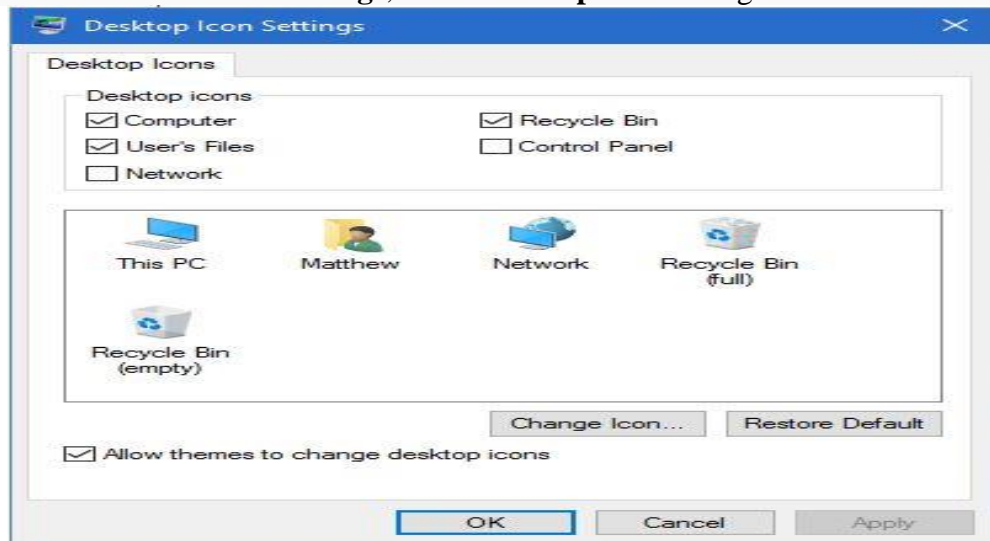 Desktop Icon Settings
Desktop Icons
Desktop icons
Computer
Recycle Bin
User's Files
Control Panel
Network
This PC
Matthew
Network
Recycle Bin
(full)
Recycle Bin
(empty)
Change Icon...
Restore Default
Allow themes to change desktop icons
OK
Cancel
Apply